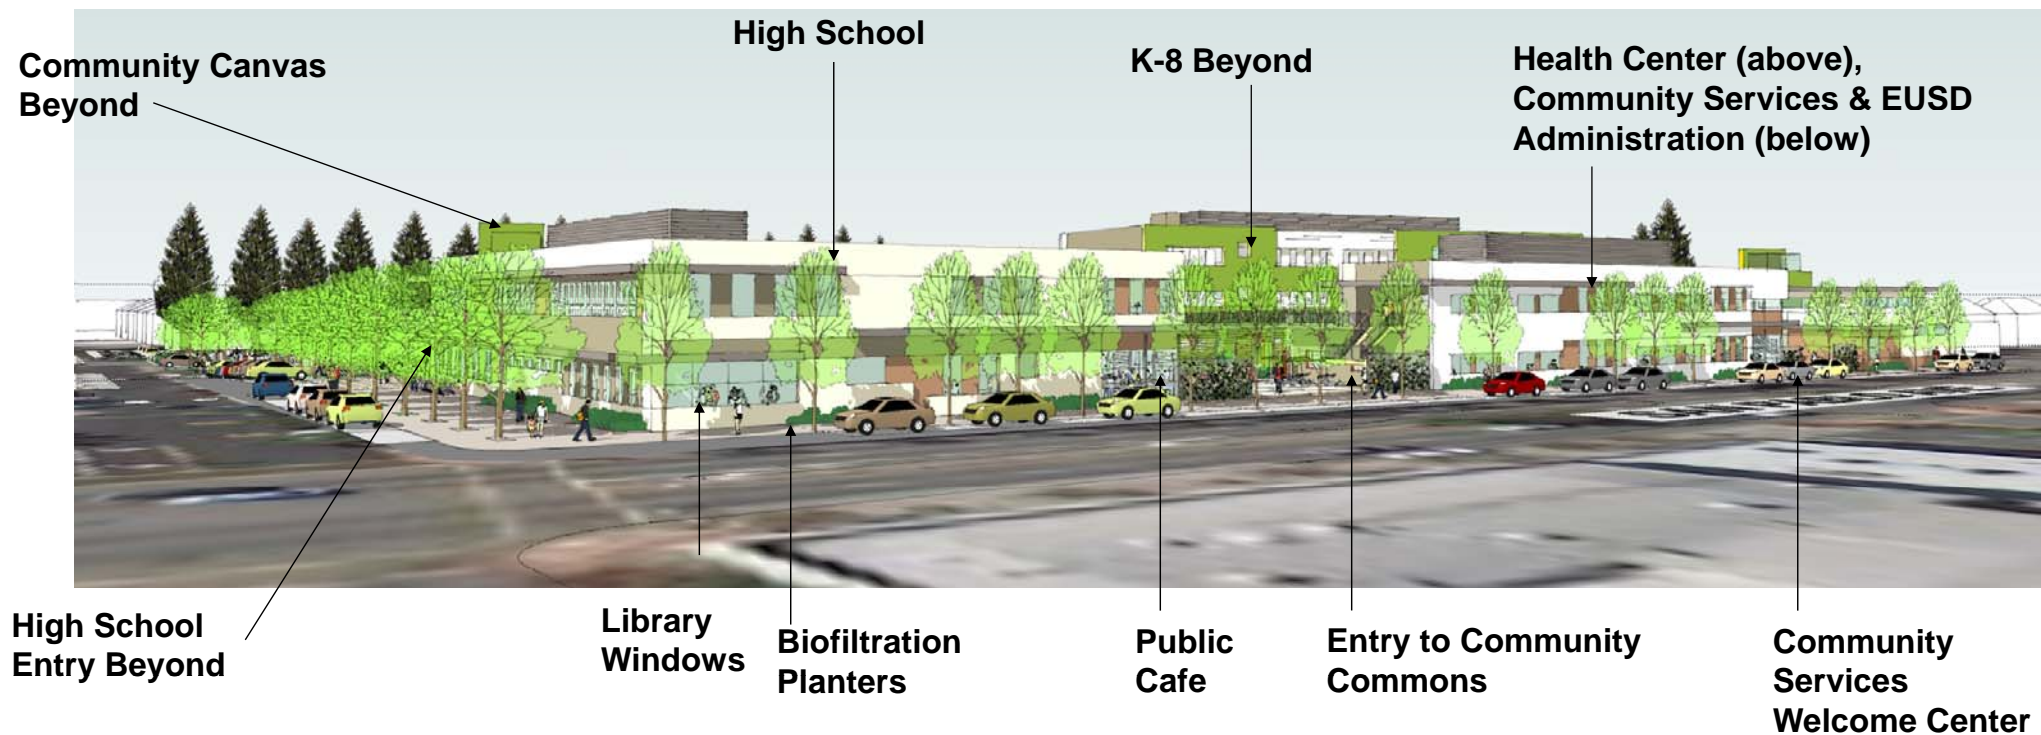 High School
Community Canvas
Beyond
K-8 Beyond
Health Center (above),
Community Services & EUSD
Administration (below)
High School
Entry Beyond
Library
Windows
Biofiltration
Planters
Public
Cafe
Entry to Community
Commons
Community
Services
Welcome Center